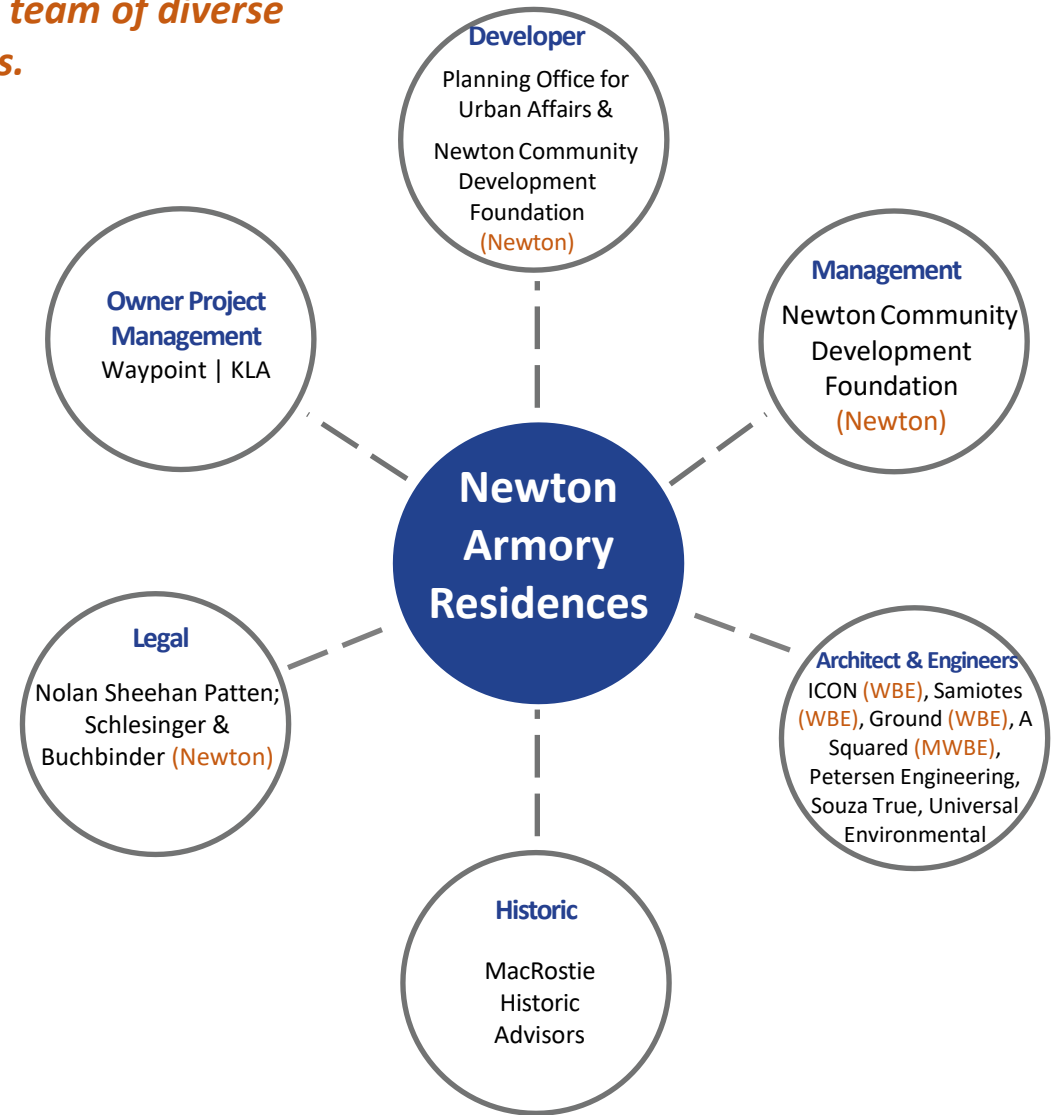 team of diverse
s.
Developer
Planning Office for
Urban Affairs &
Newton Community
Development
Foundation
(Newton)
Owner Project
Management
Waypoint | KLA
Management
Newton Community
Development
Foundation
(Newton)
Newton
Armory
Residences
Legal
Nolan Sheehan Patten;
Schlesinger &
Buchbinder (Newton)
Architect & Engineers
ICON (WBE), Samiotes
(WBE), Ground (WBE), A
Squared (MWBE),
Petersen Engineering,
Souza True, Universal
Environmental
Historic
MacRostie
Historic
Advisors